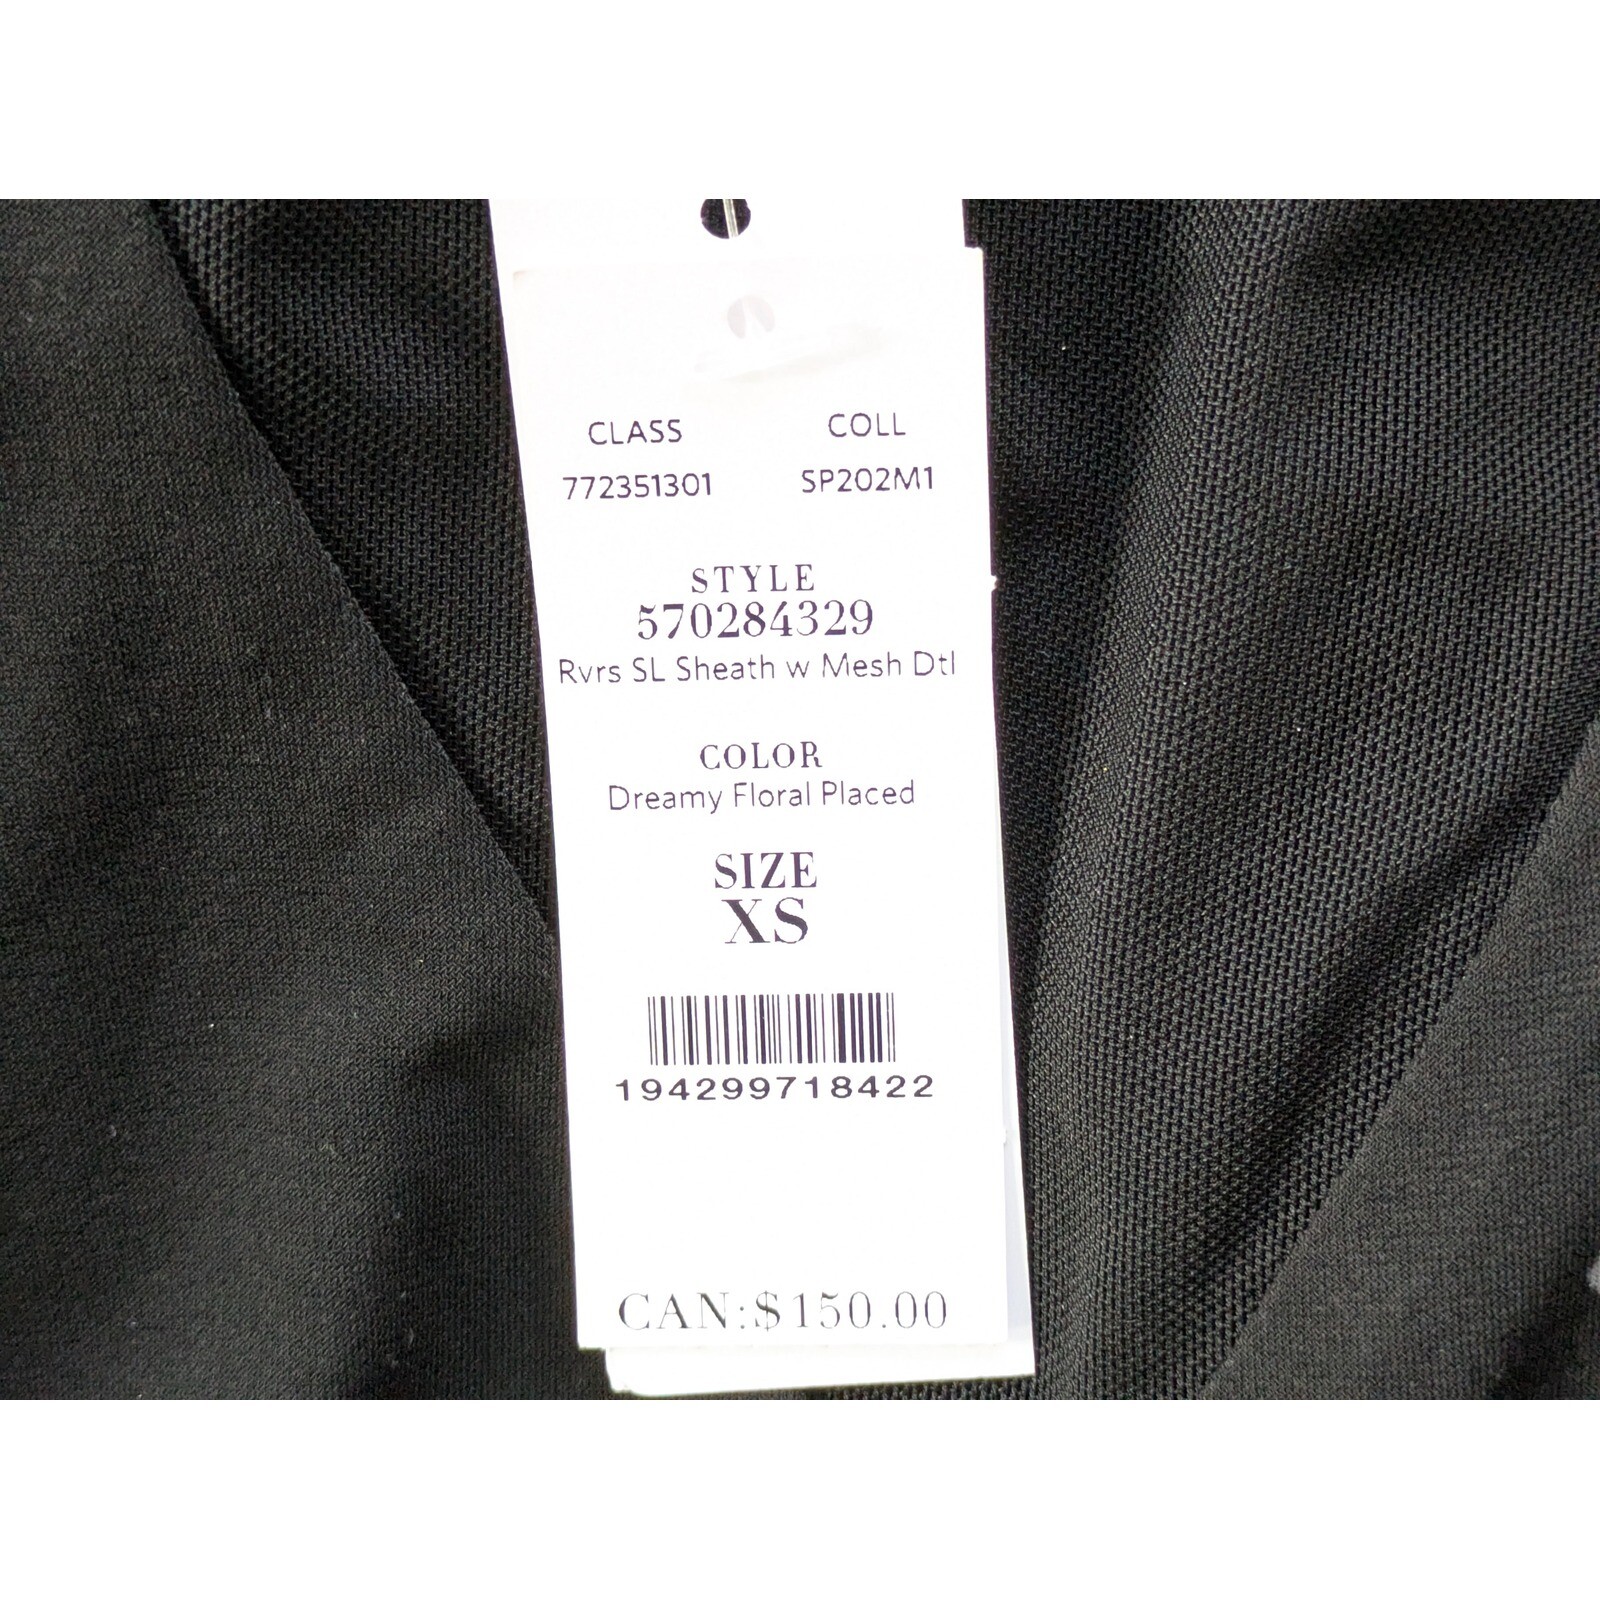 CLASS COLL
772351301 SP202M1
STYLE
570284329
Rvrs SL Sheath w Mesh Dtl
COLOR
Dreamy Floral Placed
SIZE
XS
194299718422
CAN:$150.00